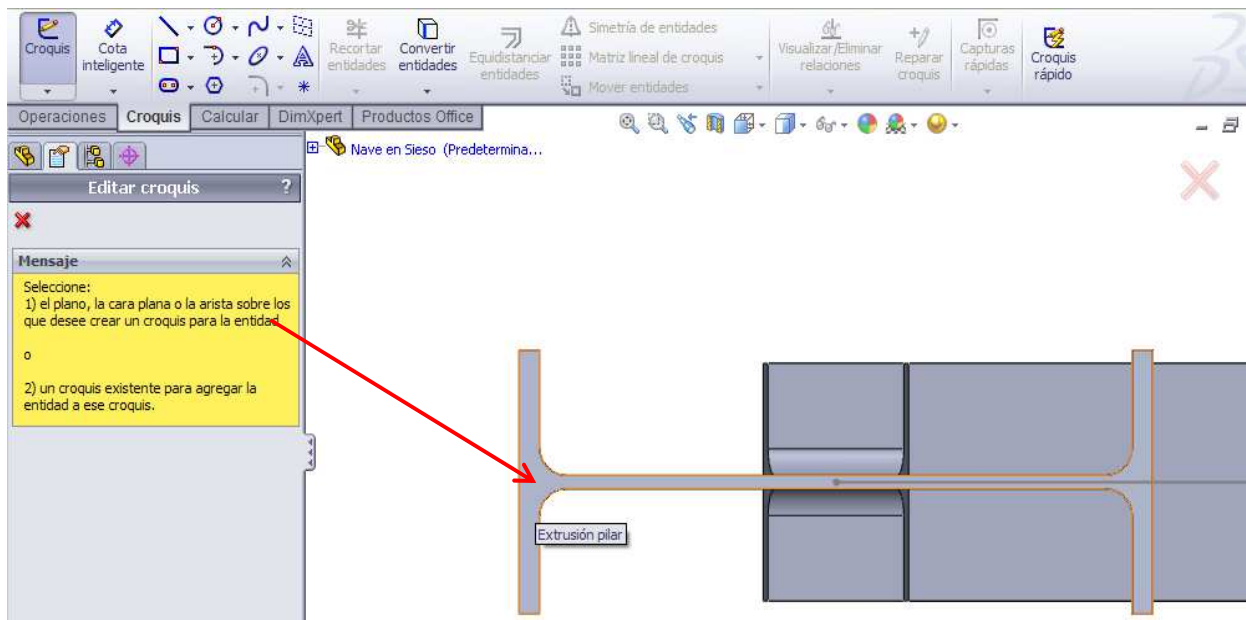 Croquis
Cota
inteligente
Recortar
entidades
Convertir
entidades
Equidistanciar
entidades
Simetría de entidades
Matriz lineal de croquis
Mover entidades
Visualizar/Eliminar
relaciones
Reparar
croquis
Capturas
rápidas
Croquis
rápido
Operaciones Croquis Calcular DimXpert Productos Office
Nave en Sieso (Predetermina...
Editar croquis ?
Mensaje
Seleccione:
1) el plano, la cara plana o la arista sobre los
que desee crear un croquis para la entidad
o
2) un croquis existente para agregar la
entidad a ese croquis.
Extrusión pilar